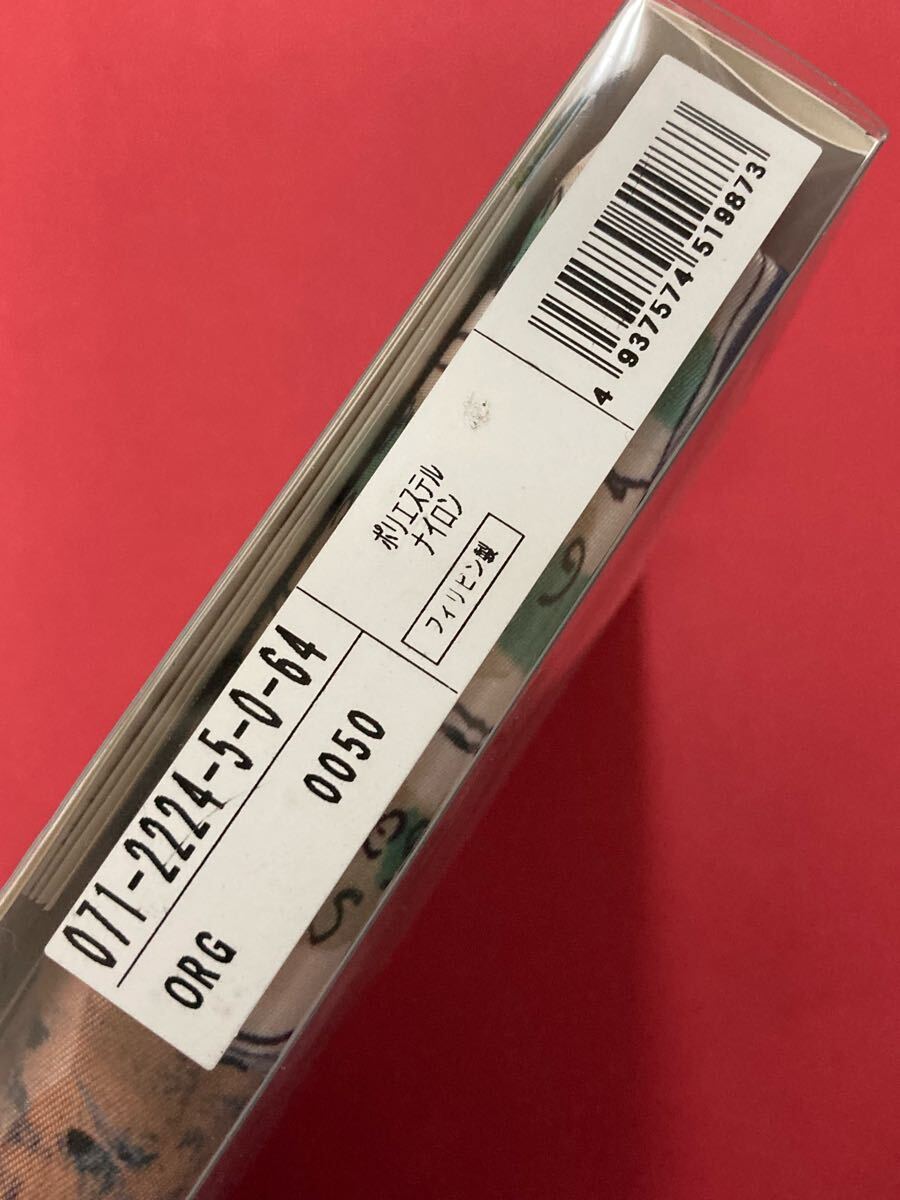 071-2224-5-0-64
ORG 0050
ポリエステル
ナイロン
フィリピン製
4 937574 519873